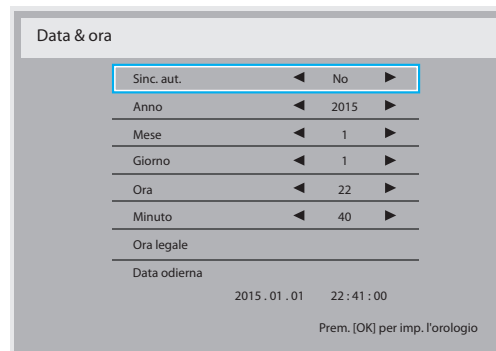 Data & ora
Sinc. aut. ◀ No ▶
Anno ◀ 2015 ▶
Mese ◀ 1 ▶
Giorno ◀ 1 ▶
Ora ◀ 22 ▶
Minuto ◀ 40 ▶
Ora legale
Data odierna
2015 . 01 . 01 22 : 41 : 00
Prem. [OK] per imp. l'orologio